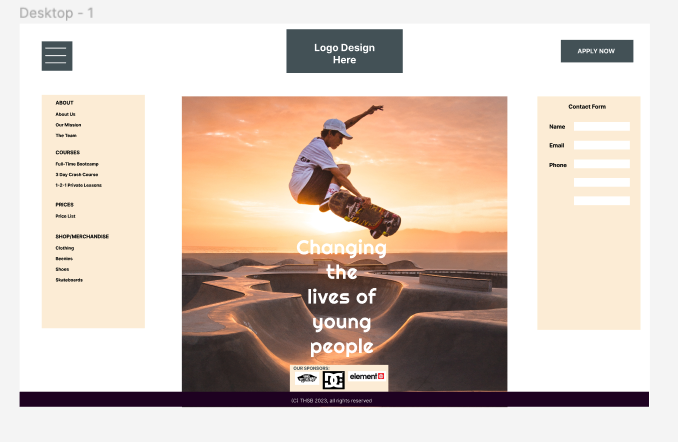 Desktop - 1
Logo Design
Here
APPLY NOW
ABOUT
About Us
Our Mission
The Team
COURSES
Full-Time Bootcamp
3 Day Crash Course
1-2-1 Private Lessons
PRICES
Price List
SHOP/MERCHANDISE
Clothing
Beenies
Shoes
Skateboards
Changing
the
lives of
young
people
OUR SPONSORS:
DC
element
Contact Form
Name
Email
Phone
(C) THSB 2023, all rights reserved